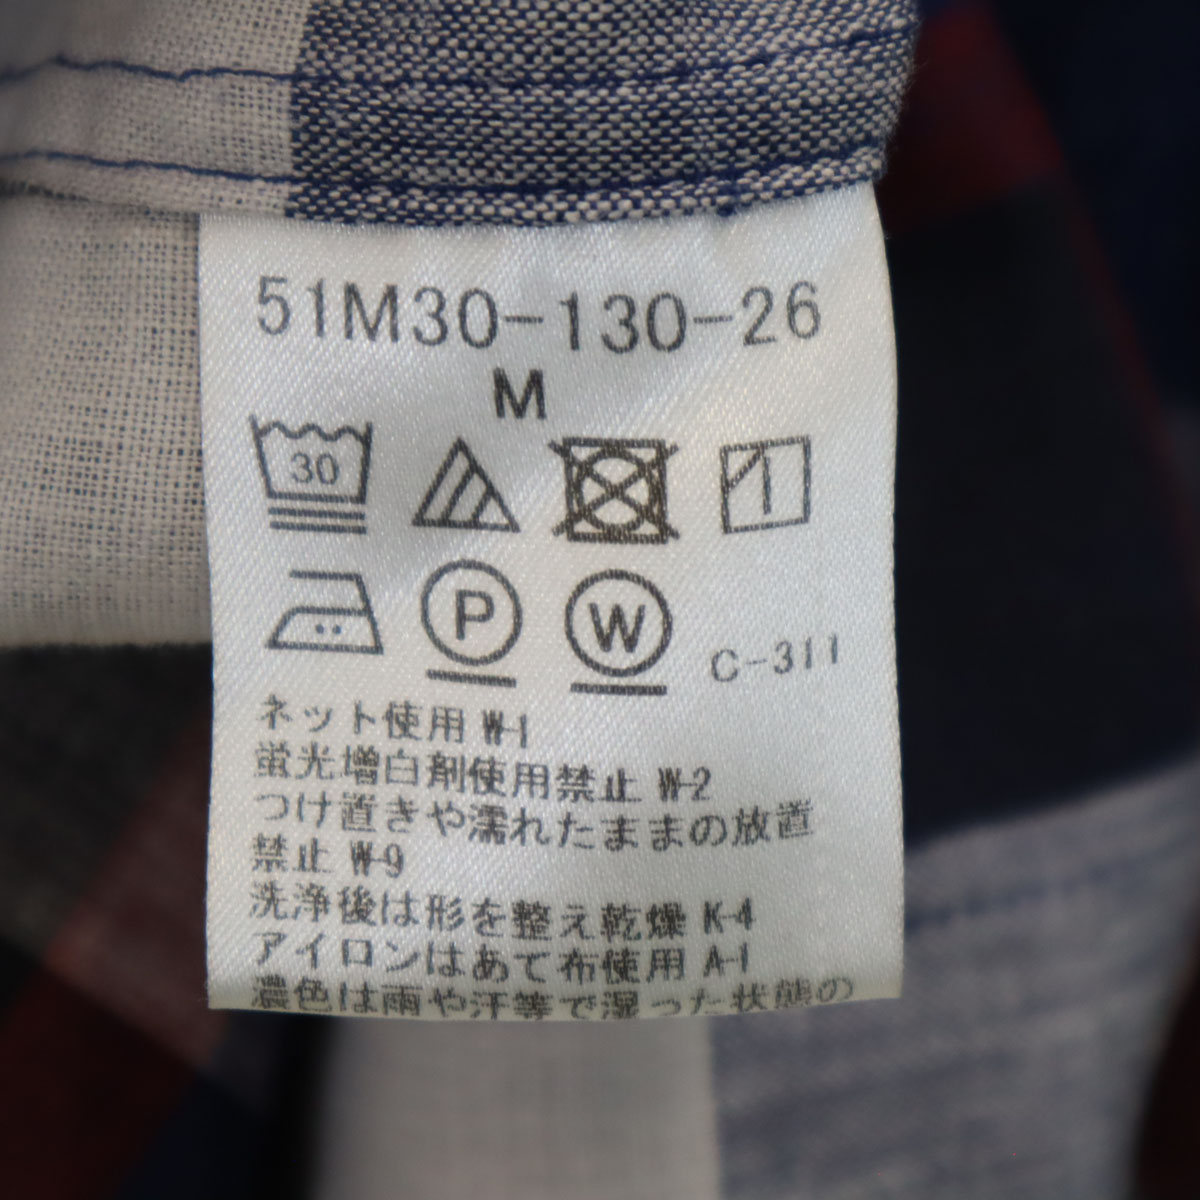 51M30-130-26
M
30
P W C-311
ネット使用 W-1
蛍光増白剤使用禁止 W-2
つけ置きや濡れたままの放置
禁止 W-9
洗浄後は形を整え乾燥 K-4
アイロンはあて布使用 A-1
濃色は雨や汗等で湿った状態の